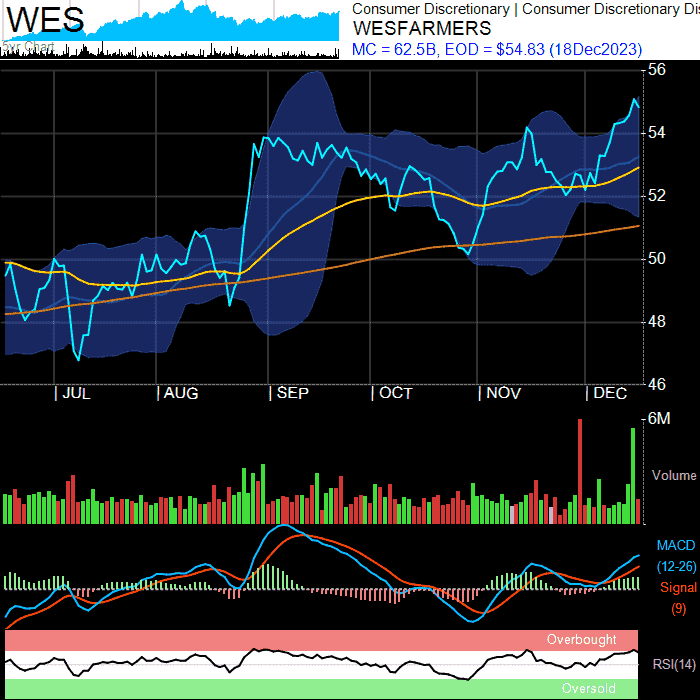 WES
5yr Chart
Consumer Discretionary | Consumer Discretionary Dis
WESFARMERS
MC = 62.5B, EOD = $54.83 (18Dec2023)
56
54
52
50
48
46
| JUL | AUG | SEP | OCT | NOV | DEC
6M
Volume
MACD
(12-26)
Signal
(9)
Overbought
RSI(14)
Oversold